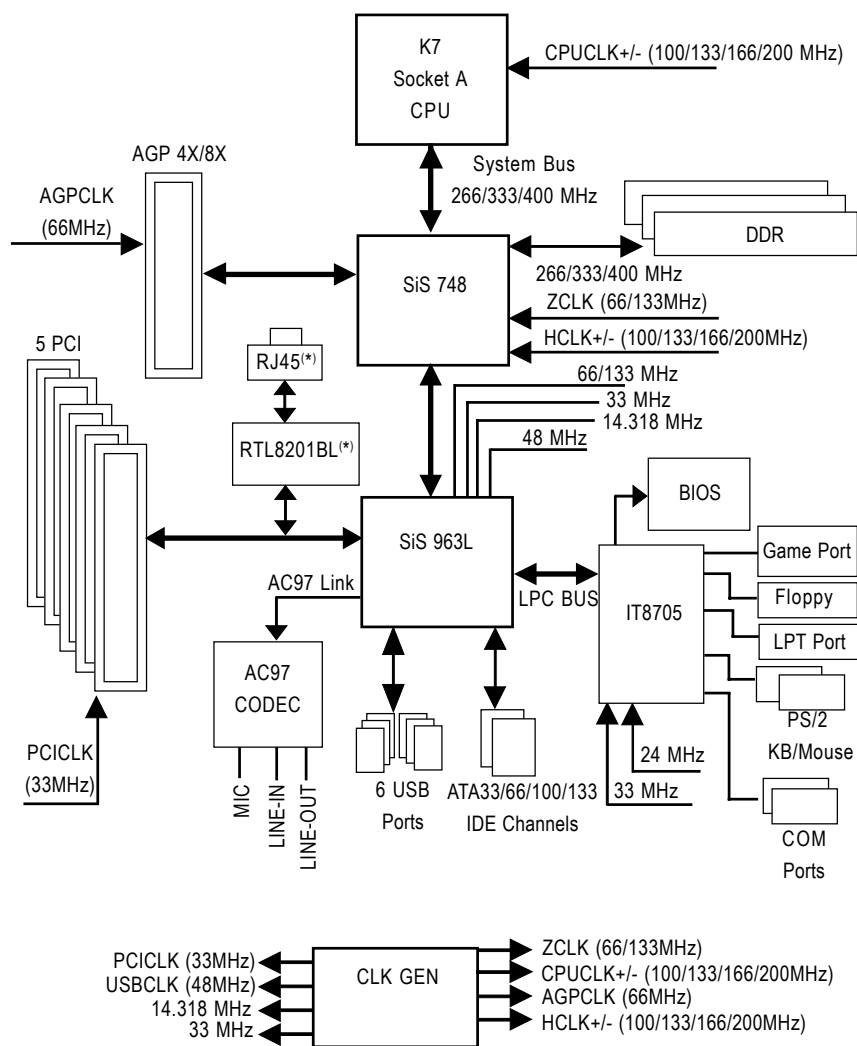 K7
Socket A
CPU
CPUCLK+/- (100/133/166/200 MHz)
AGP 4X/8X
System Bus
266/333/400 MHz
AGPCLK
(66MHz)
DDR
SiS 748
266/333/400 MHz
ZCLK (66/133MHz)
HCLK+/- (100/133/166/200MHz)
5 PCI
RJ45(*)
66/133 MHz
33 MHz
14.318 MHz
48 MHz
RTL8201BL(*)
BIOS
SiS 963L
Game Port
AC97 Link
LPC BUS
IT8705
Floppy
LPT Port
AC97
CODEC
PS/2
KB/Mouse
PCICLK
(33MHz)
24 MHz
33 MHz
MIC
LINE-IN
LINE-OUT
6 USB
Ports
ATA33/66/100/133
IDE Channels
COM
Ports
CLK GEN
PCICLK (33MHz)
USBCLK (48MHz)
14.318 MHz
33 MHz
ZCLK (66/133MHz)
CPUCLK+/- (100/133/166/200MHz)
AGPCLK (66MHz)
HCLK+/- (100/133/166/200MHz)